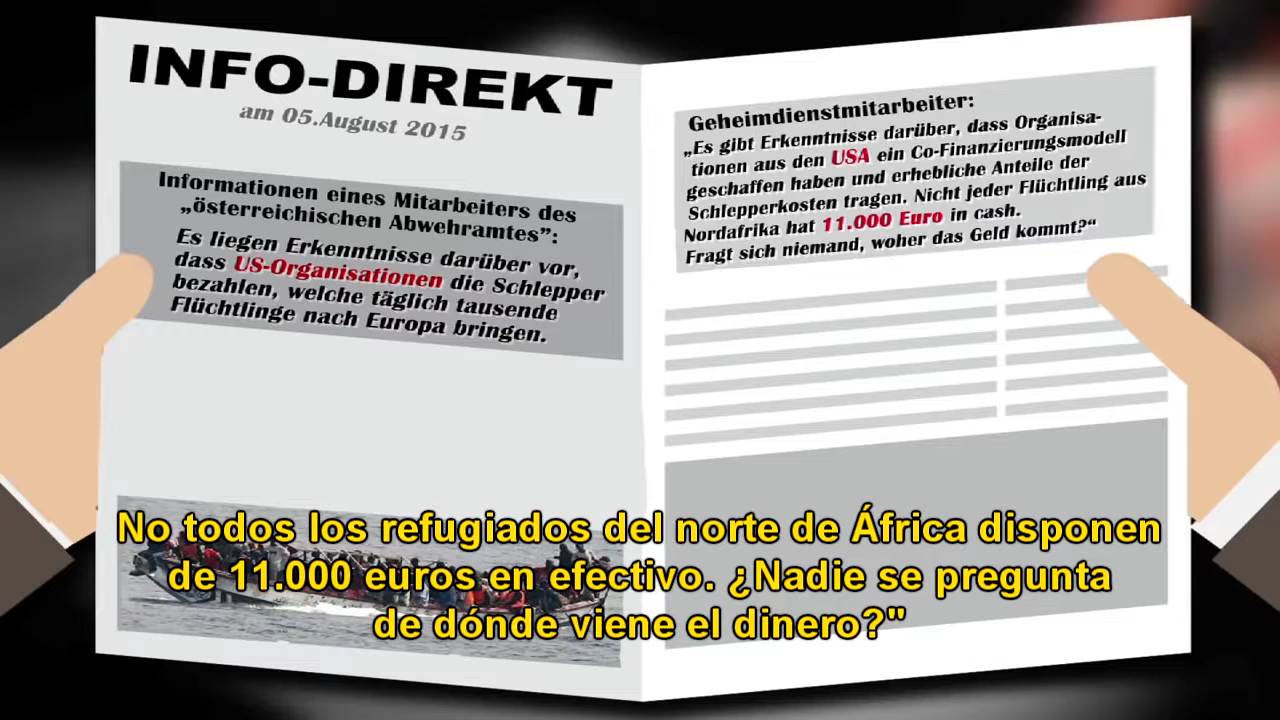 INFO-DIREKT
am 05.August 2015
Informationen eines Mitarbeiters des
„österreichischen Abwehramtes”:
Es liegen Erkenntnisse darüber vor,
dass US-Organisationen die Schlepper
bezahlen, welche täglich tausende
Flüchtlinge nach Europa bringen.
Geheimdienstmitarbeiter:
„Es gibt Erkenntnisse darüber, dass Organisa-
tionen aus den USA ein Co-Finanzierungsmodell
geschaffen haben und erhebliche Anteile der
Schlepperkosten tragen. Nicht jeder Flüchtling aus
Nordafrika hat 11.000 Euro in cash.
Fragt sich niemand, woher das Geld kommt?“
No todos los refugiados del norte de África disponen
de 11.000 euros en efectivo. ¿Nadie se pregunta
de dónde viene el dinero?"